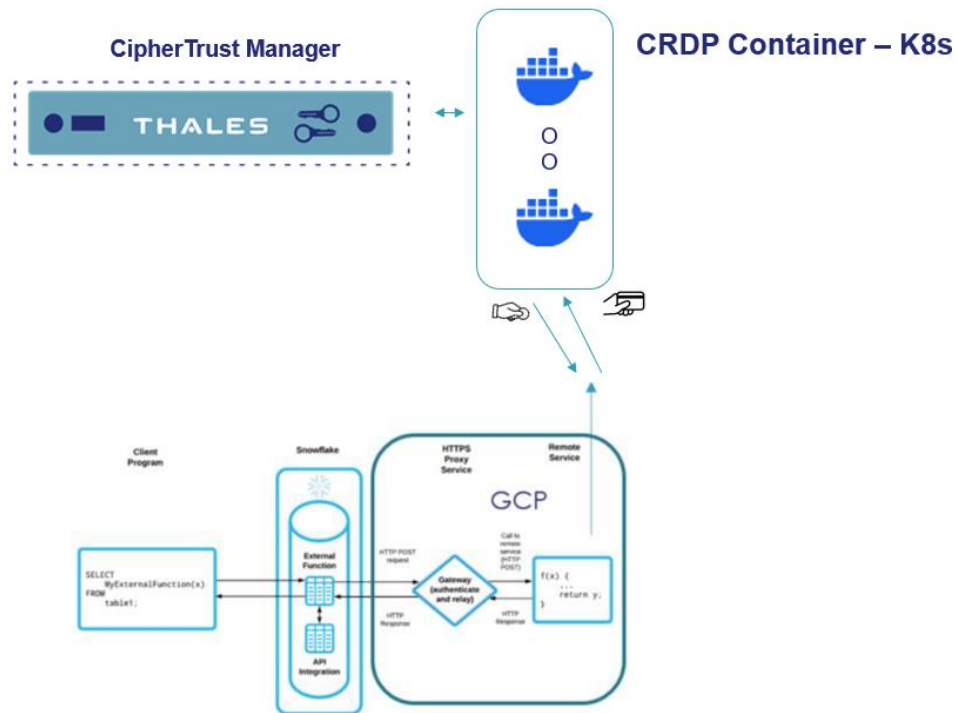 CipherTrust Manager
CRDP Container – K8s
THALES
O
O
Client
Program
Snowflake
HTTPS
Proxy
Service
Remote
Service
GCP
SELECT
MyExternalFunction(x)
FROM
table1;
External
Function
API
Integration
HTTP POST
request
HTTP
Response
Gateway
(authenticate
and relay)
Call to
remote
service
(HTTP
POST)
HTTP
Response
f(x) {
...
return y;
}